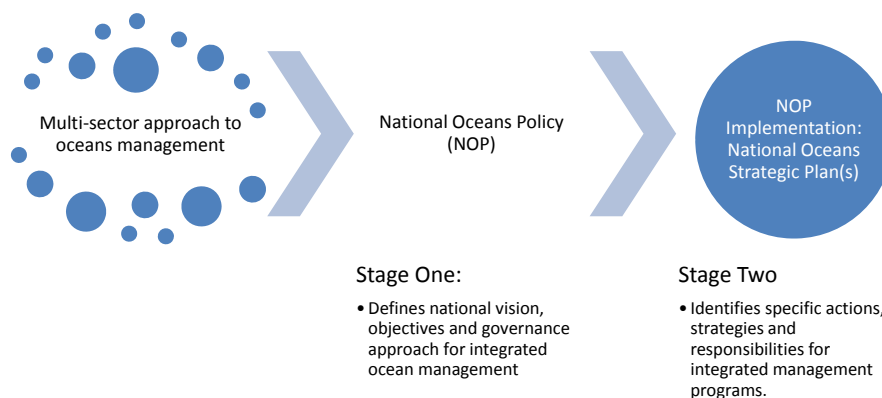 Multi-sector approach to
oceans management
National Oceans Policy
(NOP)
NOP
Implementation:
National Oceans
Strategic Plan(s)
Stage One:
• Defines national vision,
objectives and governance
approach for integrated
ocean management
Stage Two
• Identifies specific actions,
strategies and
responsibilities for
integrated management
programs.